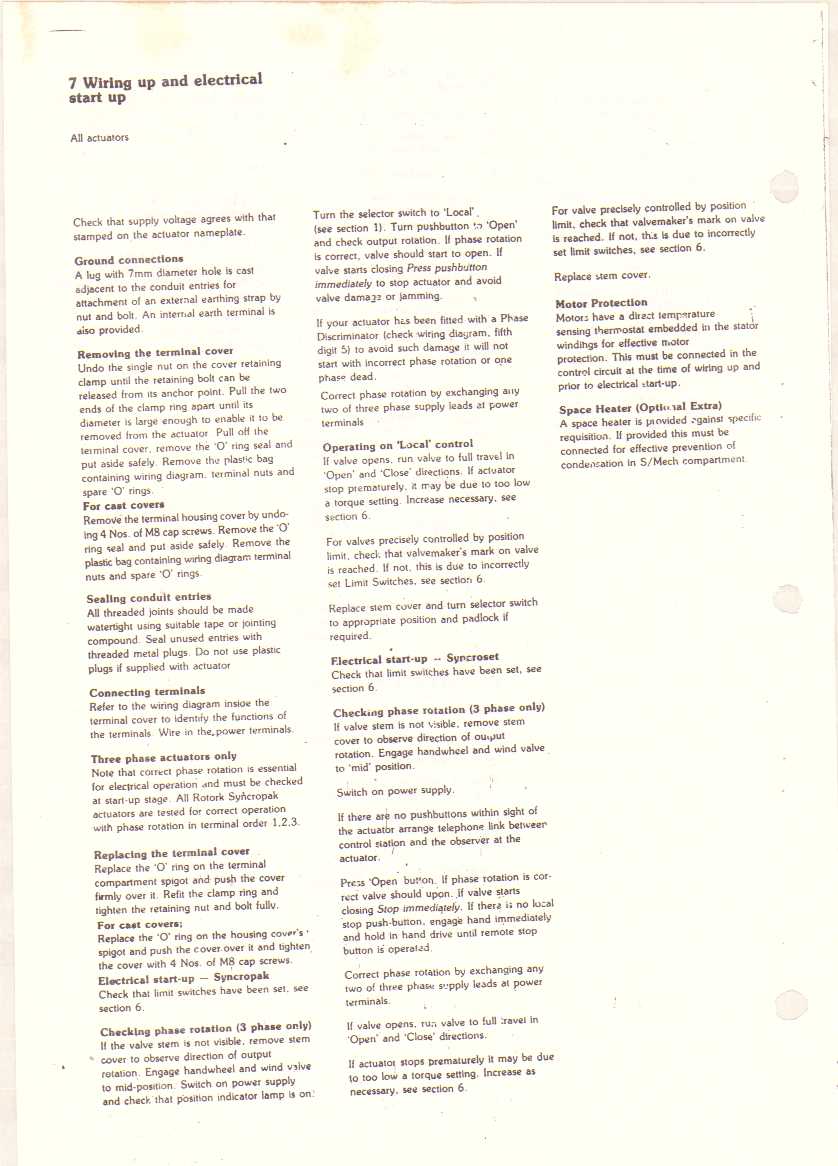 7 Wiring up and electrical
start up
All actuators
Check that supply voltage agrees with that
stamped on the actuator nameplate.
Ground connections
A lug with 7mm diameter hole is cast
adjacent to the conduit entries for
attachment of an external earthing strap by
nut and bolt. An internal earth terminal is
also provided.
Removing the terminal cover
Undo the single nut on the cover retaining
clamp until the retaining bolt can be
released from its anchor point. Pull the two
ends of the clamp ring apart until its
diameter is large enough to enable it to be
removed from the actuator. Pull off the
terminal cover, remove the 'O' ring seal and
put aside safely. Remove the plastic bag
containing wiring diagram, terminal nuts and
spare 'O' rings.
For cast covers
Remove the terminal housing cover by undo-
ing 4 Nos. of M8 cap screws. Remove the 'O'
ring seal and put aside safely. Remove the
plastic bag containing wiring diagram terminal
nuts and spare 'O' rings.
Sealing conduit entries
All threaded joints should be made
watertight using suitable tape or jointing
compound. Seal unused entries with
threaded metal plugs. Do not use plastic
plugs if supplied with actuator
Connecting terminals
Refer to the wiring diagram inside the
terminal cover to identify the functions of
the terminals. Wire in the power terminals.
Three phase actuators only
Note that correct phase rotation is essential
for electrical operation and must be checked
at start-up stage. All Rotork Syncropak
actuators are tested for correct operation
with phase rotation in terminal order 1,2,3.
Replacing the terminal cover
Replace the 'O' ring on the terminal
compartment spigot and push the cover
firmly over it. Refit the clamp ring and
tighten the retaining nut and bolt fully.
For cast covers;
Replace the 'O' ring on the housing cover's
spigot and push the cover over it and tighten
the cover with 4 Nos. of M8 cap screws.
Electrical start-up — Syncropak
Check that limit switches have been set, see
section 6.
Checking phase rotation (3 phase only)
If the valve stem is not visible, remove stem
cover to observe direction of output
rotation. Engage handwheel and wind valve
to mid-position. Switch on power supply
and check that position indicator lamp is on.
Turn the selector switch to 'Local'
(see section 1). Turn pushbutton to 'Open'
and check output rotation. If phase rotation
is correct, valve should start to open. If
valve starts closing Press pushbutton
immediately to stop actuator and avoid
valve damage or jamming.
If your actuator has been fitted with a Phase
Discriminator (check wiring diagram, fifth
digit 5) to avoid such damage it will not
start with incorrect phase rotation or one
phase dead.
Correct phase rotation by exchanging any
two of three phase supply leads at power
terminals
Operating on 'Local' control
If valve opens, run valve to full travel in
'Open' and 'Close' directions. If actuator
stop prematurely, it may be due to too low
a torque setting. Increase necessary, see
section 6.
For valves precisely controlled by position
limit, check that valvemaker's mark on valve
is reached. If not, this is due to incorrectly
set Limit Switches, see section 6.
Replace stem cover and turn selector switch
to appropriate position and padlock if
required.
Electrical start-up -- Syncroset
Check that limit switches have been set, see
section 6.
Checking phase rotation (3 phase only)
If valve stem is not visible, remove stem
cover to observe direction of output
rotation. Engage handwheel and wind valve
to 'mid' position.
Switch on power supply.
If there are no pushbuttons within sight of
the actuator arrange telephone link between
control station and the observer at the
actuator.
Press 'Open' button. If phase rotation is cor-
rect valve should upon. If valve starts
closing Stop immediately. If there is no local
stop push-button, engage hand immediately
and hold in hand drive until remote stop
button is operated.
Correct phase rotation by exchanging any
two of three phase supply leads at power
terminals.
If valve opens, run valve to full travel in
'Open' and 'Close' directions.
If actuator stops prematurely it may be due
to too low a torque setting. Increase as
necessary, see section 6.
For valve precisely controlled by position
limit, check that valvemaker's mark on valve
is reached. If not, this is due to incorrectly
set limit switches, see section 6.
Replace stem cover.
Motor Protection
Motors have a direct temperature
sensing thermostat embedded in the stator
windings for effective motor
protection. This must be connected in the
control circuit at the time of wiring up and
prior to electrical start-up.
Space Heater (Optional Extra)
A space heater is provided against specific
requisition. If provided this must be
connected for effective prevention of
condensation in S/Mech compartment.